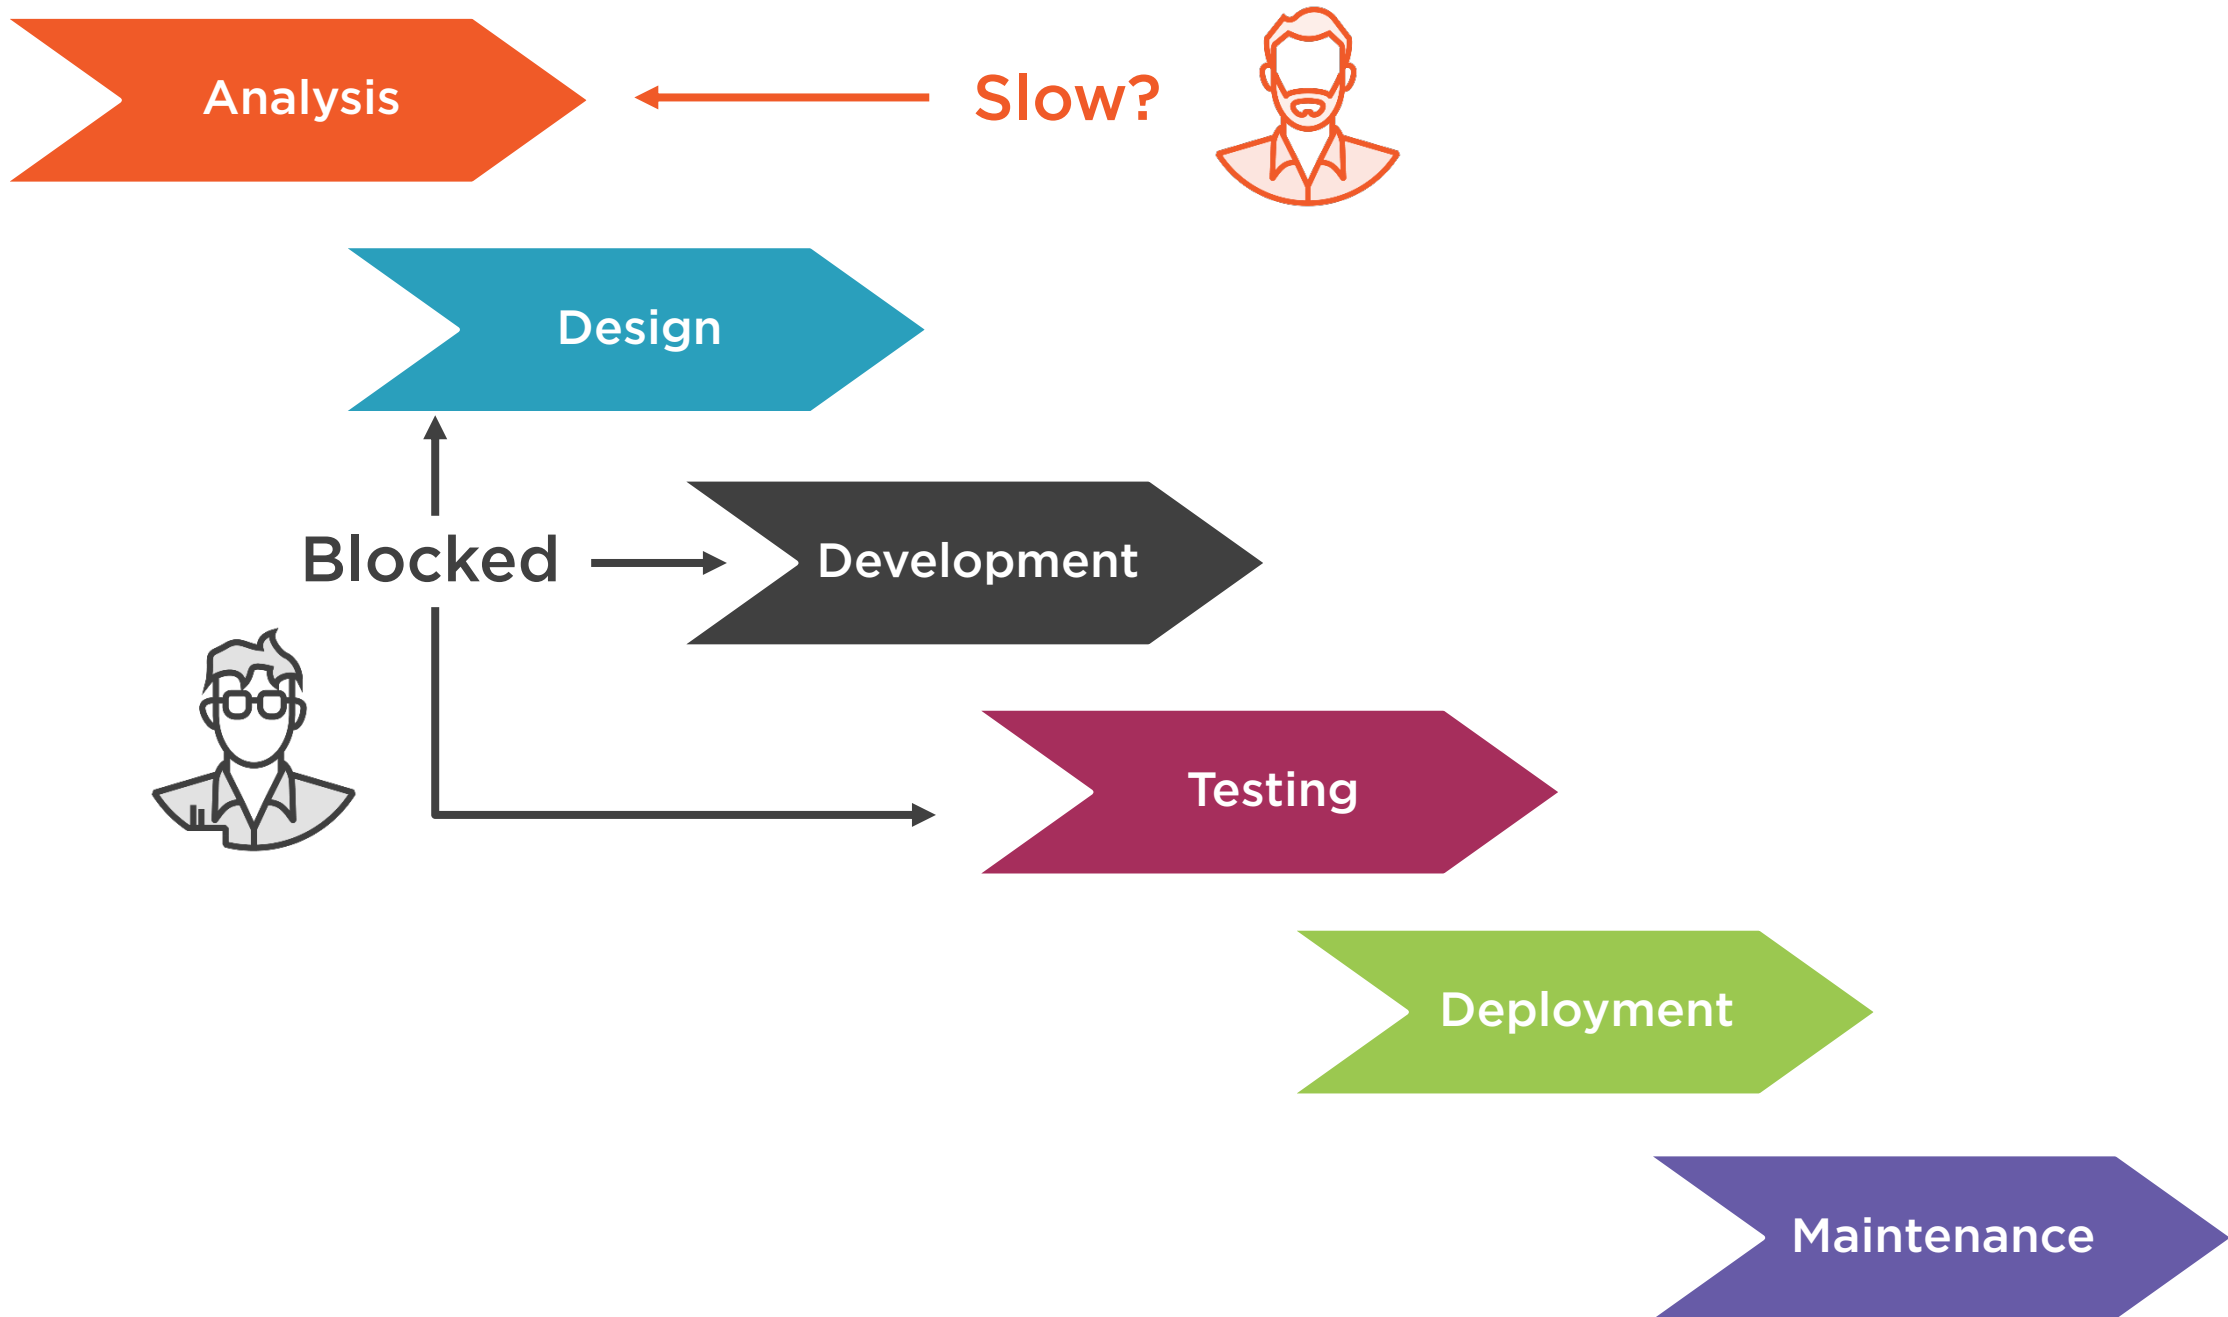 Analysis
Slow?
Design
Blocked
Development
Testing
Deployment
Maintenance